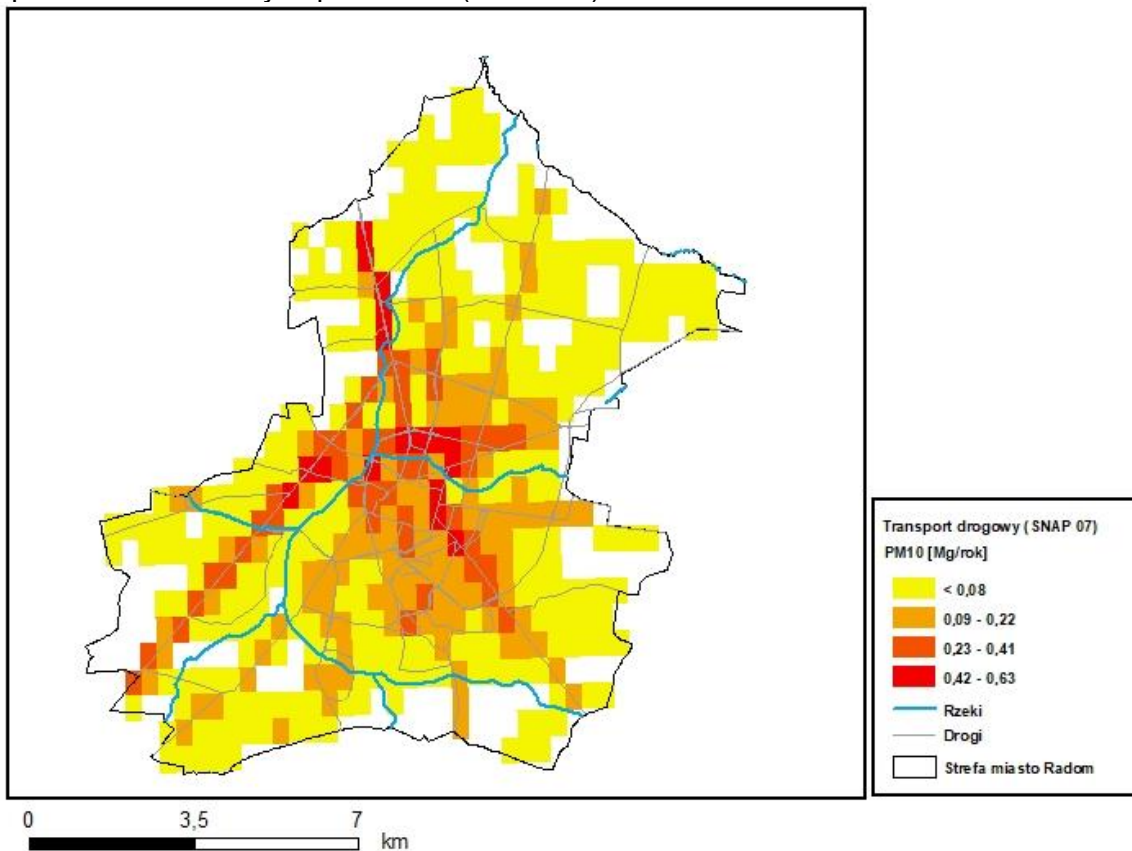 Transport drogowy ( SNAP 07)
PM10 [Mg/rok]
< 0,08
0,09 - 0,22
0,23 - 0,41
0,42 - 0,63
Rzeki
Drogi
Strefa miasto Radom
0 3,5 7
km